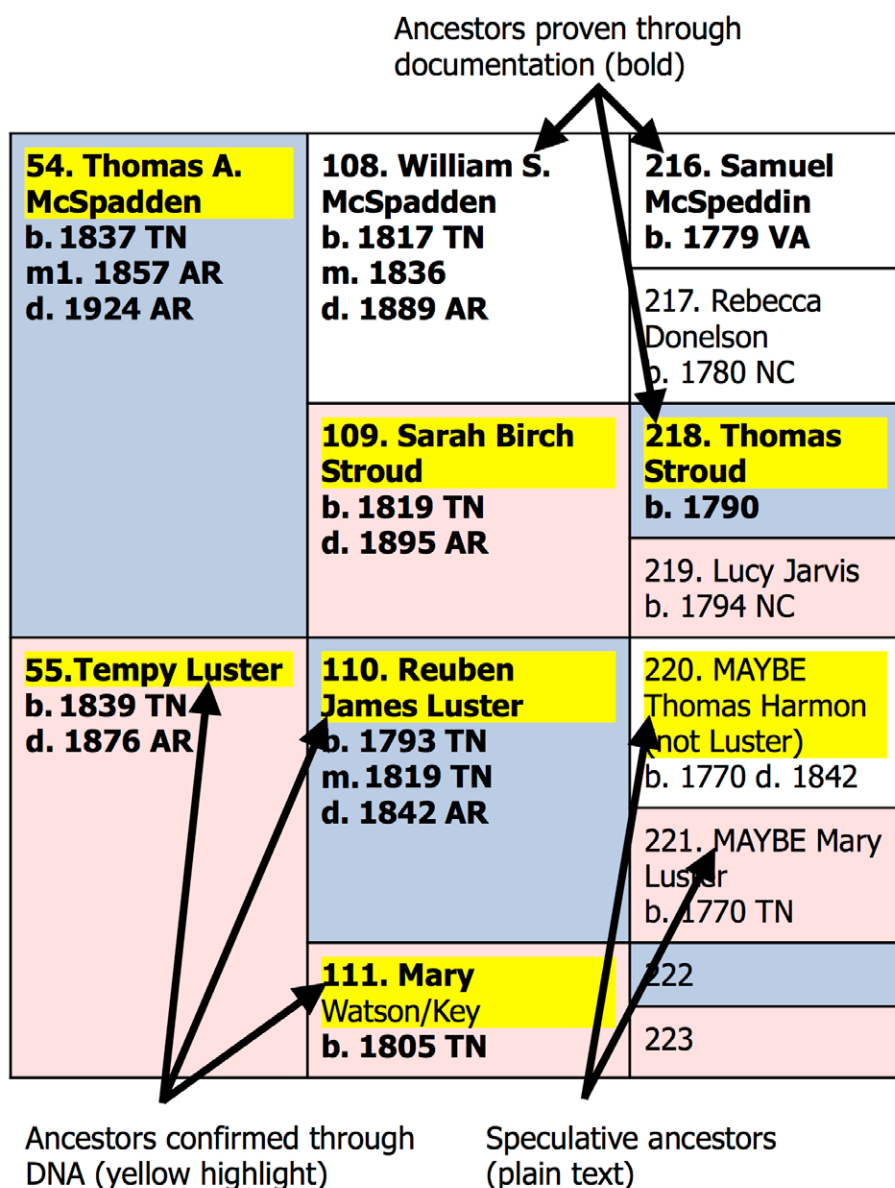 Ancestors proven through
documentation (bold)
54. Thomas A.
McSpadden
b. 1837 TN
m1. 1857 AR
d. 1924 AR
108. William S.
McSpadden
b. 1817 TN
m. 1836
d. 1889 AR
216. Samuel
McSpeddin
b. 1779 VA
217. Rebecca
Donelson
b. 1780 NC
109. Sarah Birch
Stroud
b. 1819 TN
d. 1895 AR
218. Thomas
Stroud
b. 1790
219. Lucy Jarvis
b. 1794 NC
55.Tempy Luster
b. 1839 TN
d. 1876 AR
110. Reuben
James Luster
b. 1793 TN
m. 1819 TN
d. 1842 AR
220. MAYBE
Thomas Harmon
(not Luster)
b. 1770 d. 1842
221. MAYBE Mary
Luster
b. 1770 TN
111. Mary
Watson/Key
b. 1805 TN
222
223
Ancestors confirmed through
DNA (yellow highlight)
Speculative ancestors
(plain text)